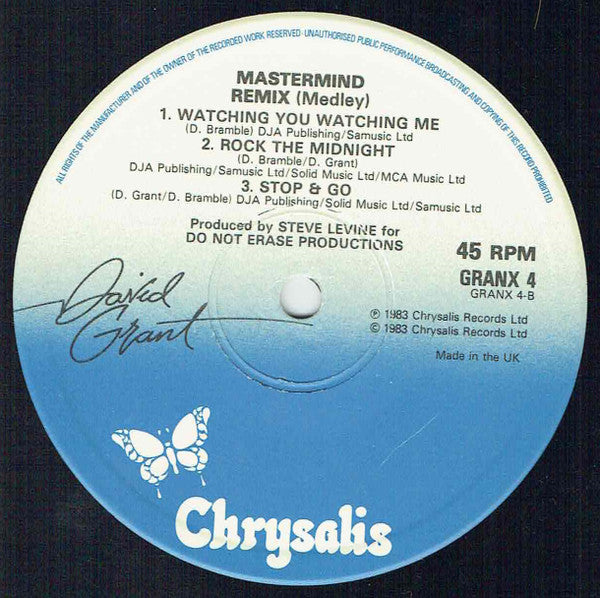 ALL RIGHTS OF THE MANUFACTURER AND OF THE OWNER OF THE RECORDED WORK RESERVED · UNAUTHORISED PUBLIC PERFORMANCE BROADCASTING AND COPYING OF THIS RECORD PROHIBITED
MASTERMIND
REMIX (Medley)
1. WATCHING YOU WATCHING ME
(D. Bramble) DJA Publishing/Samusic Ltd
2. ROCK THE MIDNIGHT
(D. Bramble/D. Grant)
DJA Publishing/Samusic Ltd/Solid Music Ltd/MCA Music Ltd
3. STOP & GO
(D. Grant/D. Bramble) DJA Publishing/Solid Music Ltd/Samusic Ltd
Produced by STEVE LEVINE for
DO NOT ERASE PRODUCTIONS
45 RPM
GRANX 4
GRANX 4-B
David
Grant
℗ 1983 Chrysalis Records Ltd
© 1983 Chrysalis Records Ltd
Made in the UK
Chrysalis